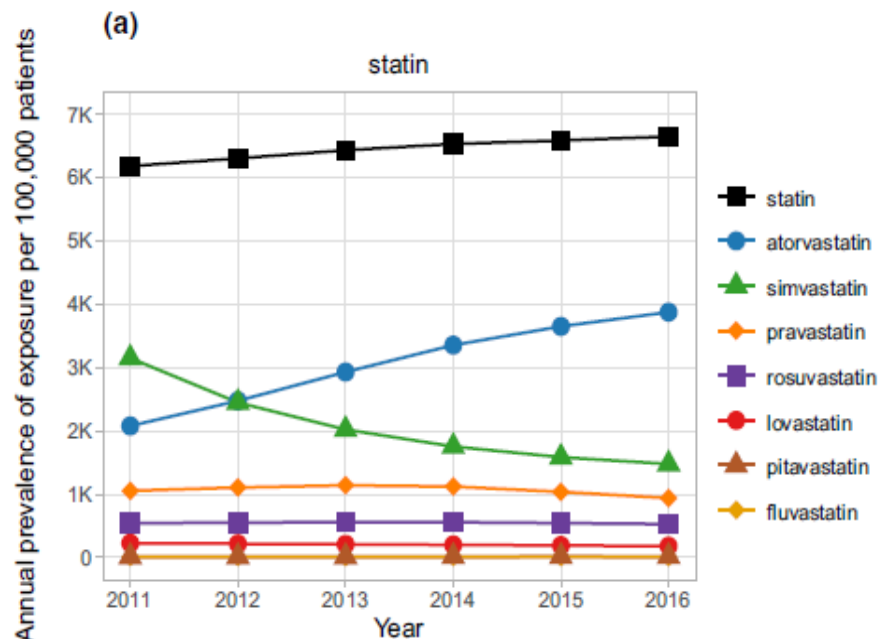 (a)
statin
Annual prevalence of exposure per 100,000 patients
7K
6K
5K
4K
3K
2K
1K
0
2011 2012 2013 2014 2015 2016
Year
statin
atorvastatin
simvastatin
pravastatin
rosuvastatin
lovastatin
pitavastatin
fluvastatin